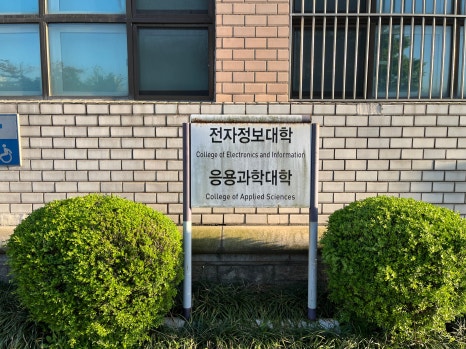 전자정보대학
College of Electronics and Information
응용과학대학
College of Applied Sciences